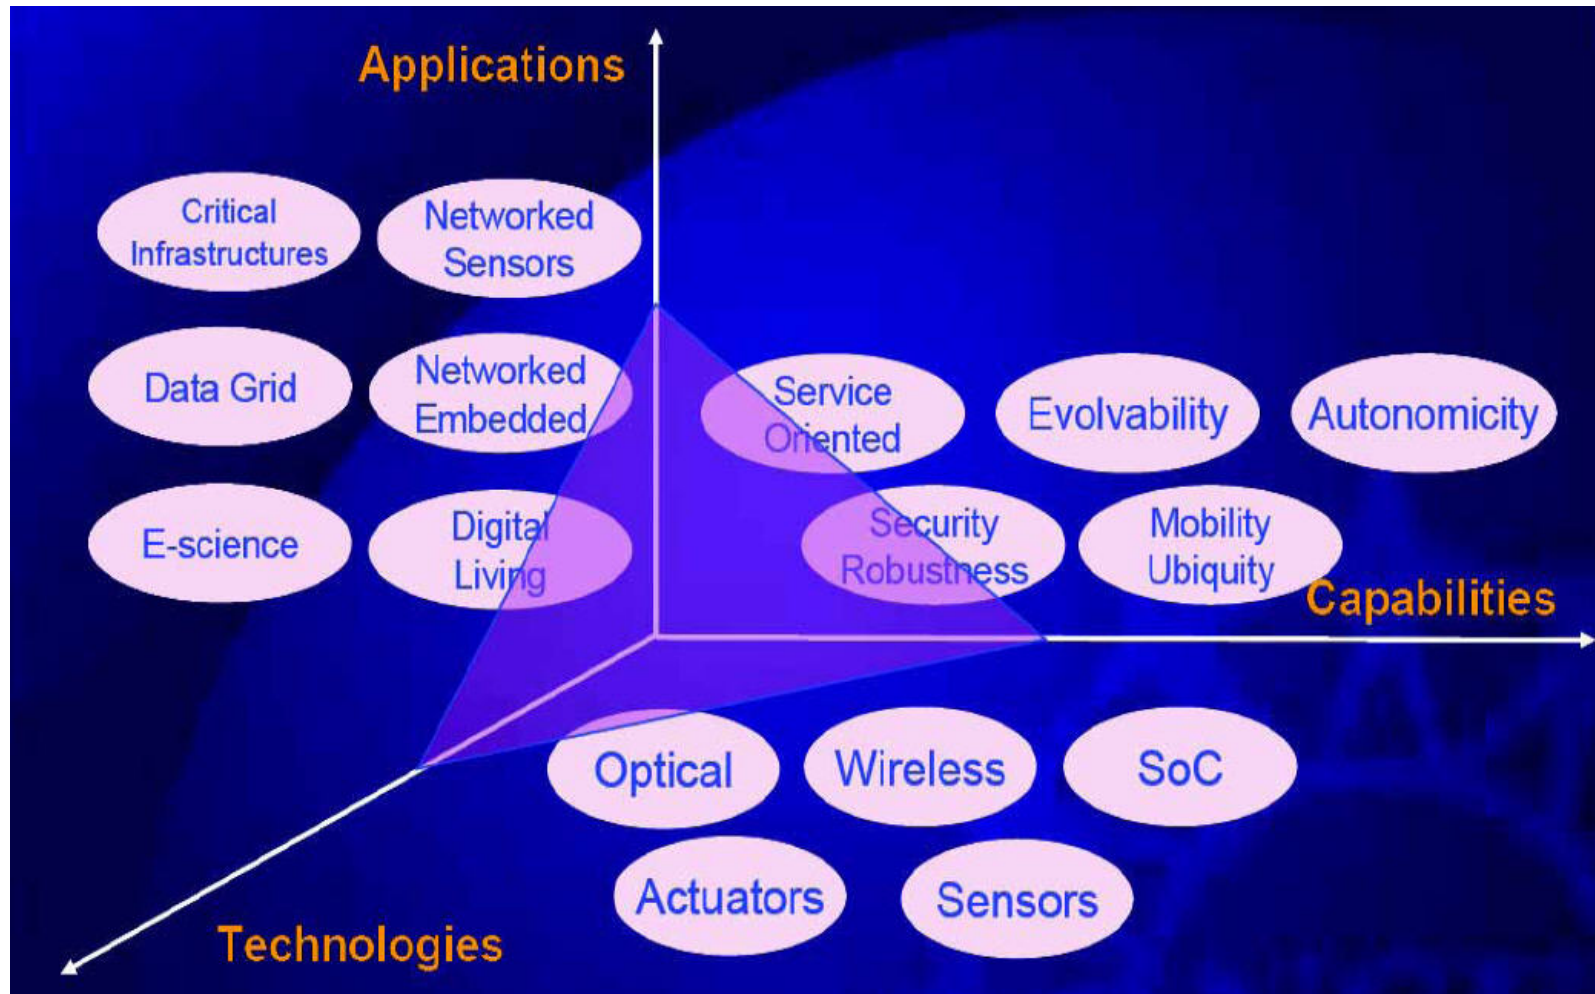 Applications
Critical
Infrastructures
Networked
Sensors
Data Grid
Networked
Embedded
Service
Oriented
Evolvability
Autonomicity
E-science
Digital
Living
Security
Robustness
Mobility
Ubiquity
Capabilities
Optical
Wireless
SoC
Actuators
Sensors
Technologies